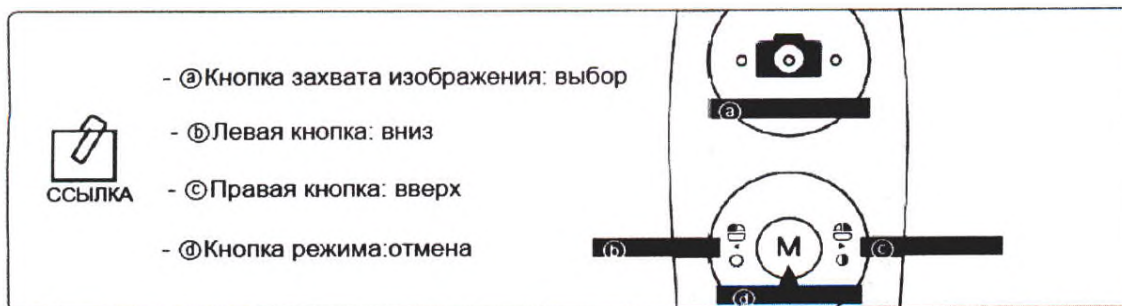 - ⓐКнопка захвата изображения: выбор
- ⓑЛевая кнопка: вниз
- ⓒПравая кнопка: вверх
- ⓓКнопка режима:отмена
ССЫЛКА
ⓐ
ⓑ
M
ⓒ
ⓓ